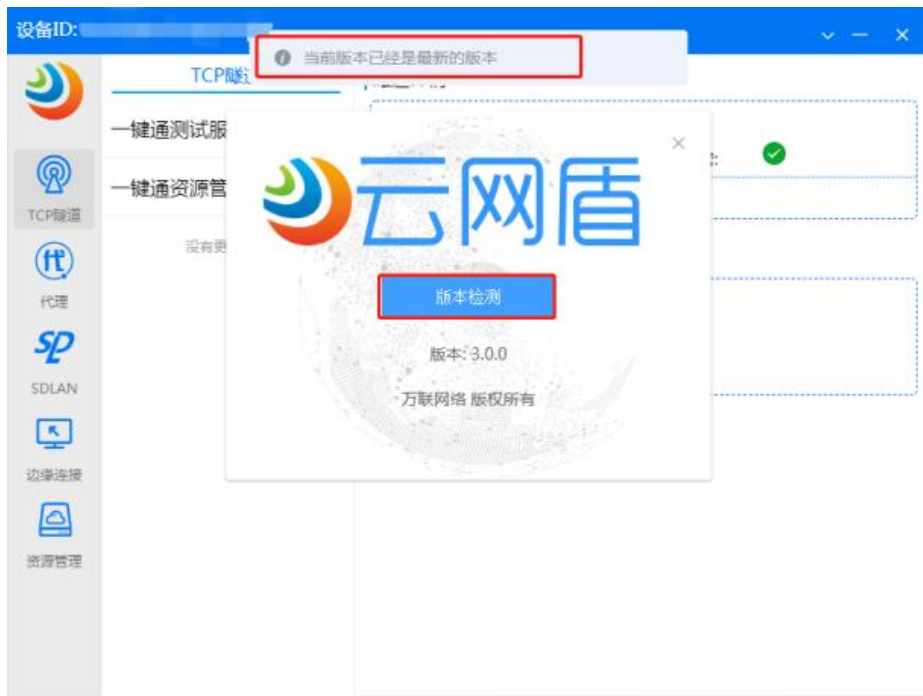 设备ID:
当前版本已经是最新的版本
TCP隧道
一键通测试服
一键通资源管
没有更
云网盾
版本检测
版本: 3.0.0
万联网络 版权所有
TCP隧道
代理
SDLAN
边缘连接
资源管理